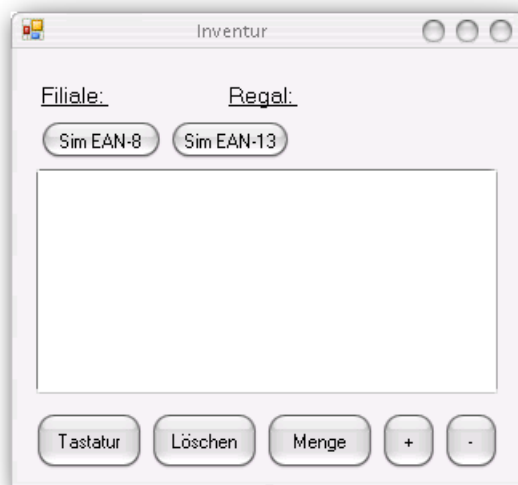 Inventur
Filiale: Regal:
Sim EAN-8 Sim EAN-13
Tastatur Löschen Menge + -